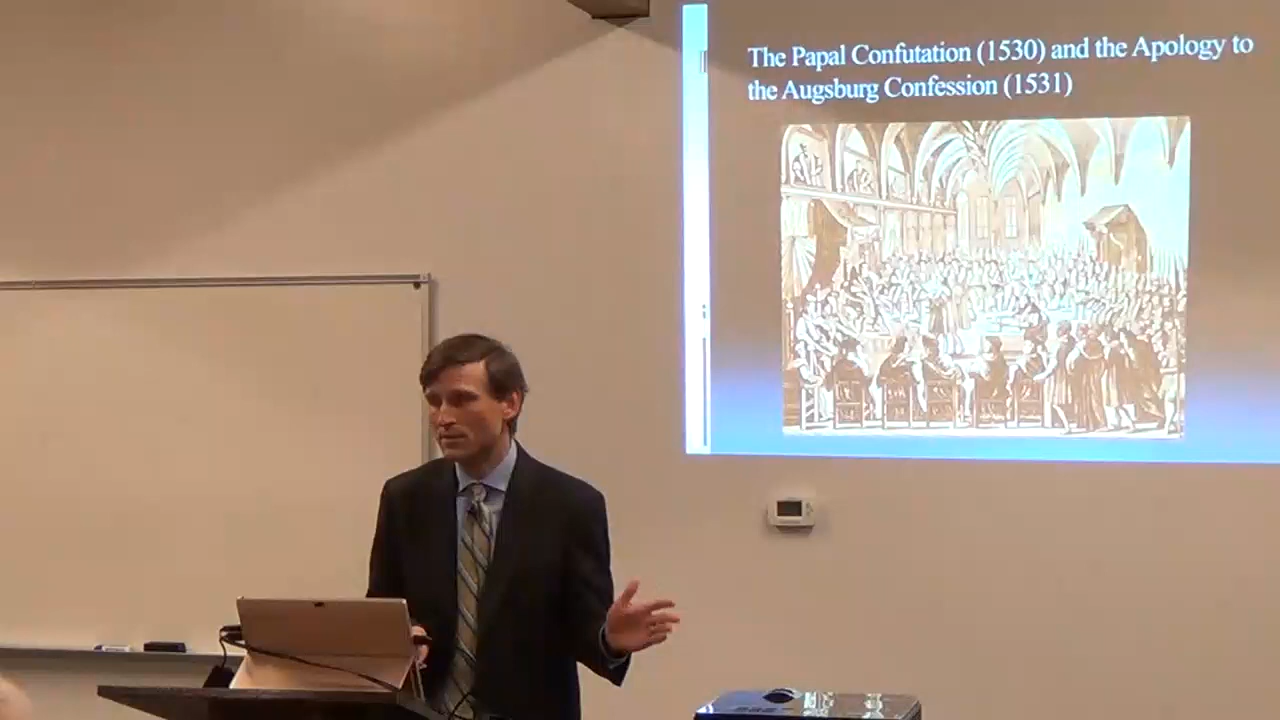 The Papal Confutation (1530) and the Apology to
the Augsburg Confession (1531)